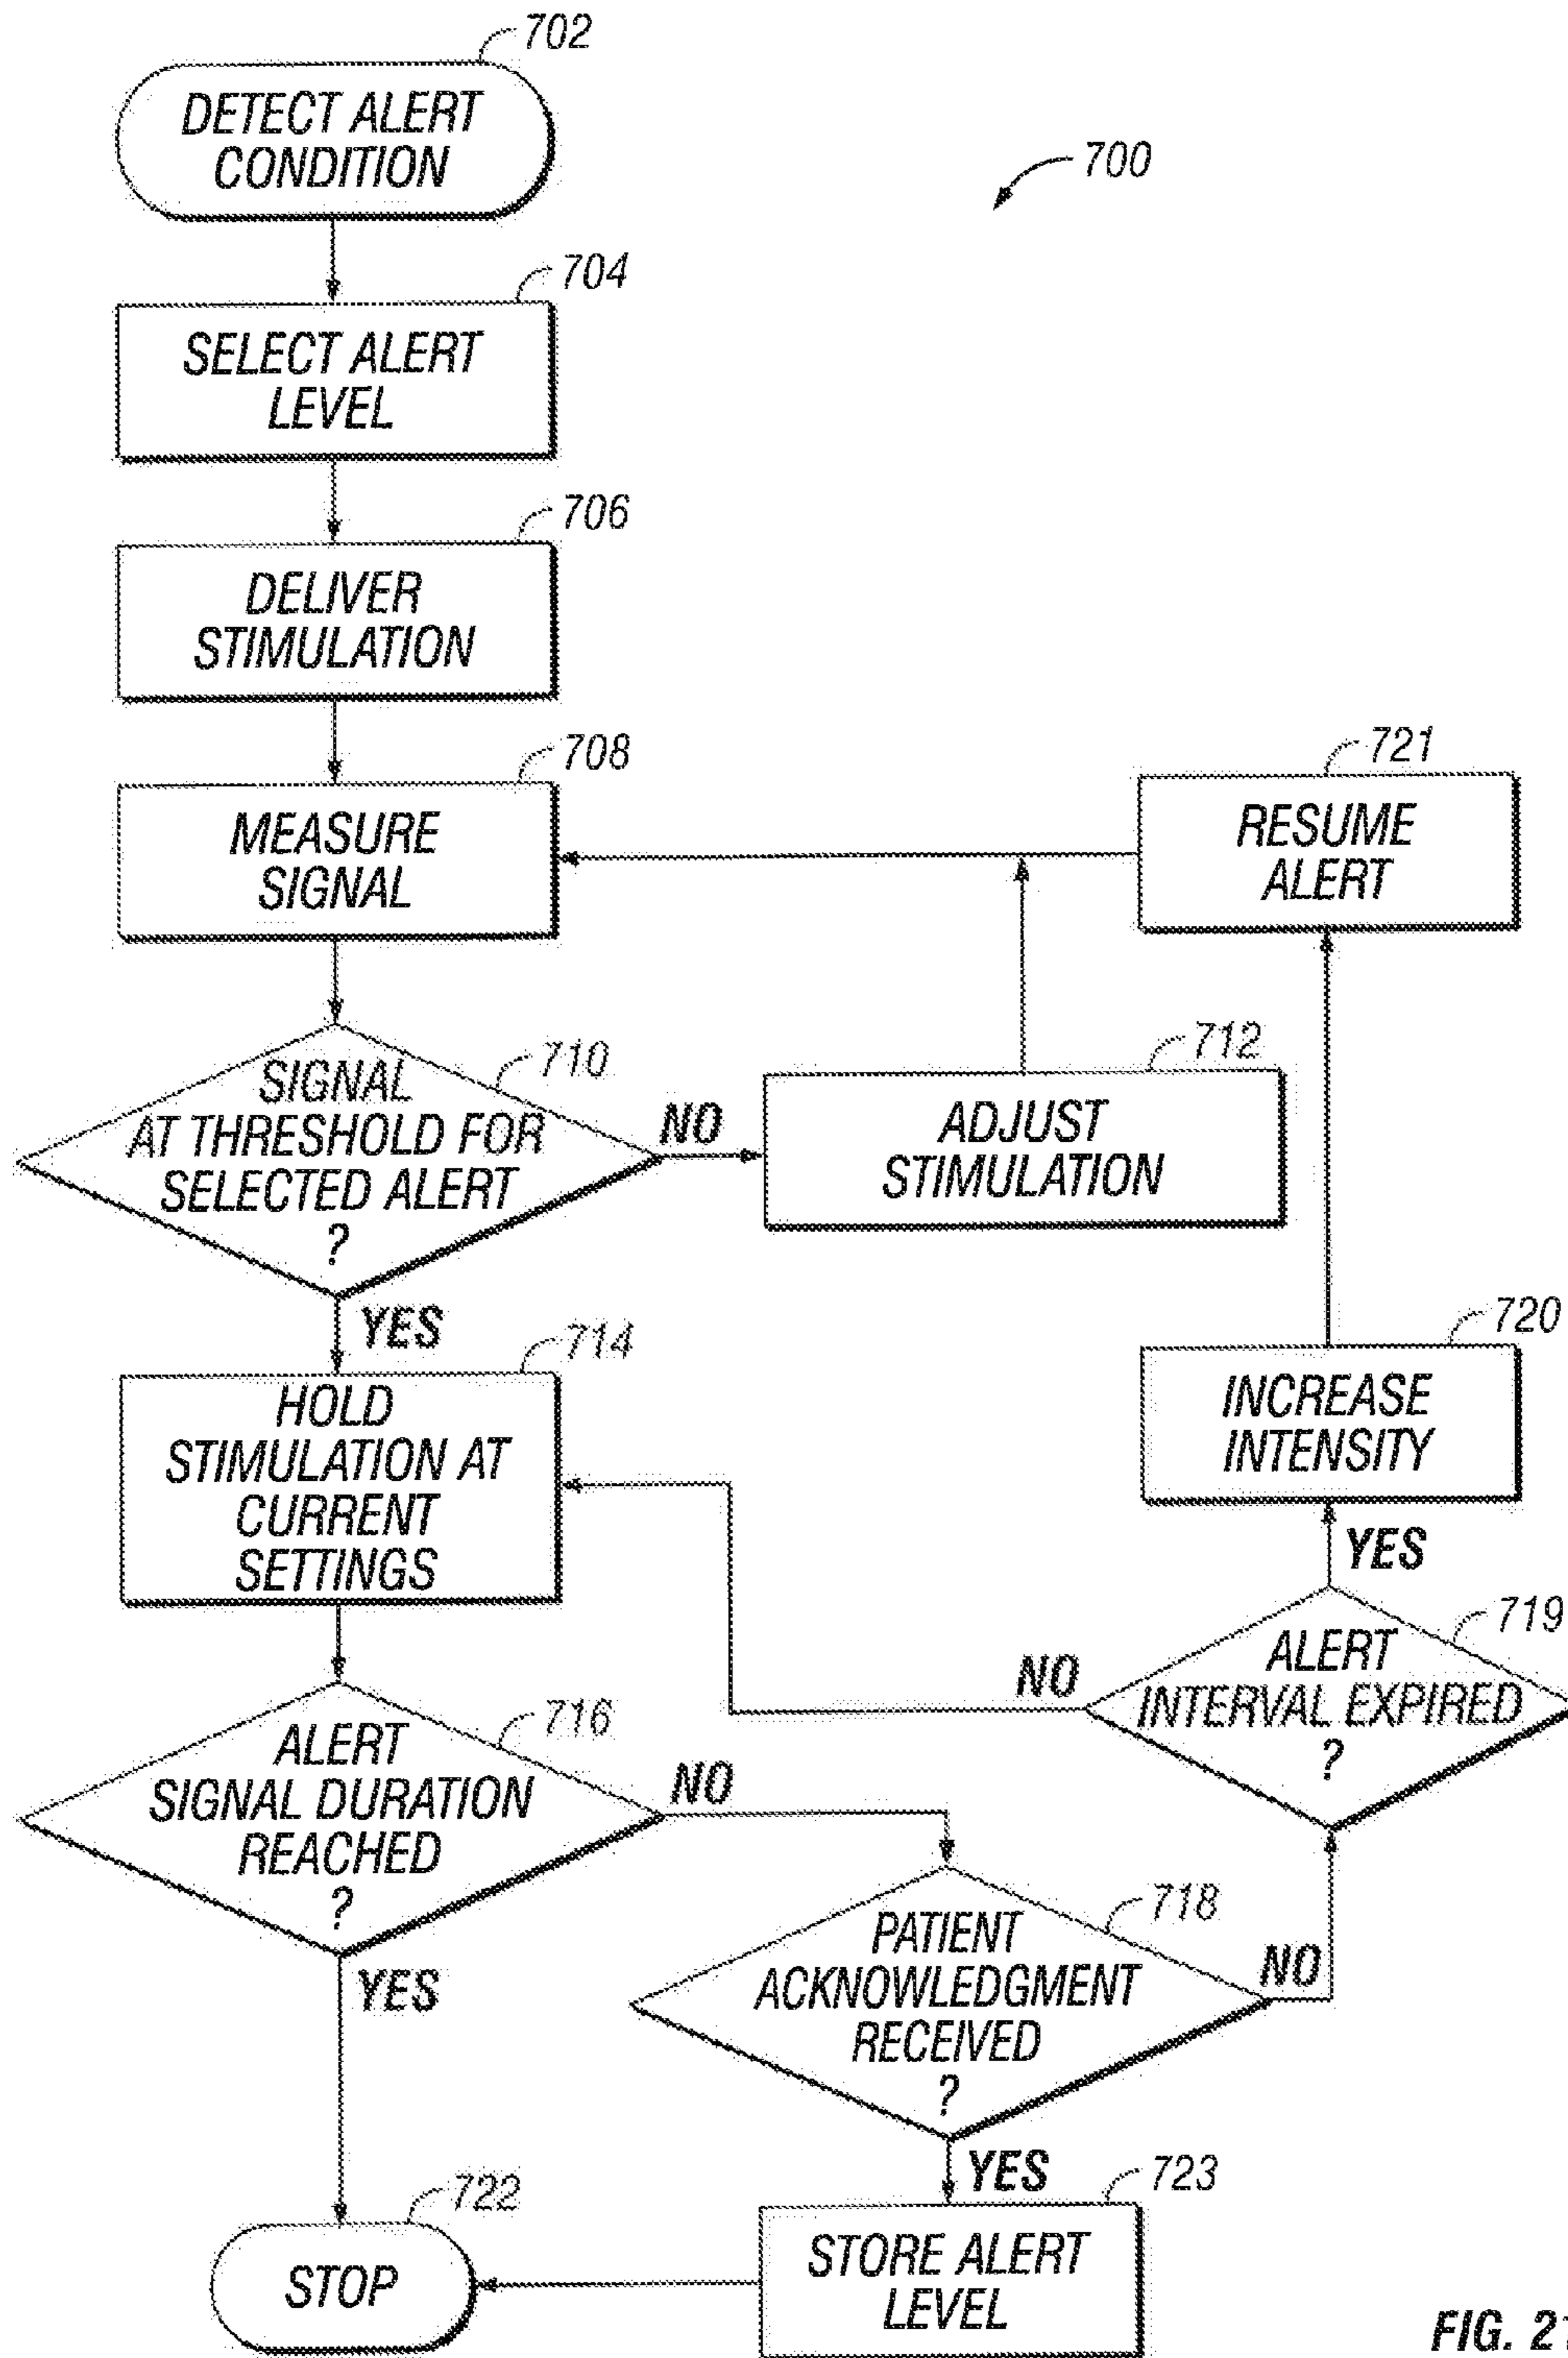 702
DETECT ALERT
CONDITION
700
704
SELECT ALERT
LEVEL
706
DELIVER
STIMULATION
708
MEASURE
SIGNAL
721
RESUME
ALERT
710
SIGNAL
AT THRESHOLD FOR
SELECTED ALERT
?
NO
712
ADJUST
STIMULATION
YES
714
HOLD
STIMULATION AT
CURRENT
SETTINGS
720
INCREASE
INTENSITY
YES
719
ALERT
INTERVAL EXPIRED
?
NO
716
ALERT
SIGNAL DURATION
REACHED
?
NO
YES
718
PATIENT
ACKNOWLEDGMENT
RECEIVED
?
NO
YES
722
STOP
723
STORE ALERT
LEVEL
FIG. 21